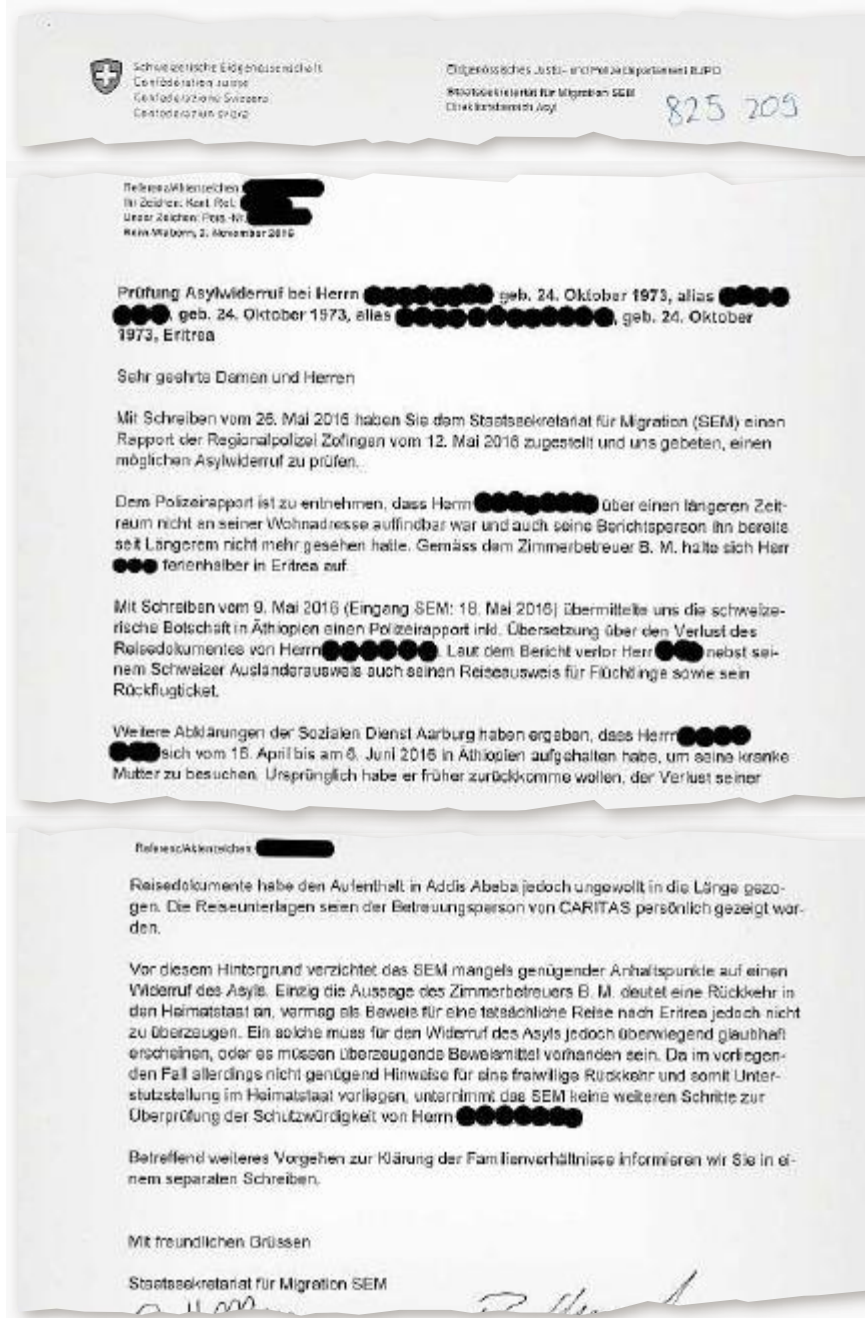 Schweizerische Eidgenossenschaft
Confédération suisse
Confederazione Svizzera
Confederaziun svizra
Eidgenössisches Justiz- und Polizeidepartement EJPD
Staatssekretariat für Migration SEM
Direktionsbereich Asyl
825 209
Referenz/Aktenzeichen:
Ihr Zeichen: Kant. Ref.:
Unser Zeichen: Pers.-Nr.
Bern-Wabern, 2. November 2016
Prüfung Asylwiderruf bei Herrn geb. 24. Oktober 1973, alias
, geb. 24. Oktober 1973, alias , geb. 24. Oktober
1973, Eritrea
Sehr geehrte Damen und Herren
Mit Schreiben vom 26. Mai 2016 haben Sie dem Staatssekretariat für Migration (SEM) einen
Rapport der Regionalpolizei Zofingen vom 12. Mai 2016 zugestellt und uns gebeten, einen
möglichen Asylwiderruf zu prüfen.
Dem Polizeirapport ist zu entnehmen, dass Herrn über einen längeren Zeit-
raum nicht an seiner Wohnadresse auffindbar war und auch seine Berichtsperson ihn bereits
seit Längerem nicht mehr gesehen hatte. Gemäss dem Zimmerbetreuer B. M. halte sich Herr
ferienhalber in Eritrea auf.
Mit Schreiben vom 9. Mai 2016 (Eingang SEM: 18. Mai 2016) übermittelte uns die schweize-
rische Botschaft in Äthiopien einen Polizeirapport inkl. Übersetzung über den Verlust des
Reisedokumentes von Herrn . Laut dem Bericht verlor Herr nebst sei-
nem Schweizer Ausländerausweis auch seinen Reiseausweis für Flüchtlinge sowie sein
Rückflugticket.
Weitere Abklärungen der Sozialen Dienst Aarburg haben ergeben, dass Herrn
sich vom 16. April bis am 6. Juni 2016 in Äthiopien aufgehalten habe, um seine kranke
Mutter zu besuchen. Ursprünglich habe er früher zurückkomme wollen, der Verlust seiner
Referenz/Aktenzeichen:
Reisedokumente habe den Aufenthalt in Addis Abeba jedoch ungewollt in die Länge gezo-
gen. Die Reiseunterlagen seien der Betreuungsperson von CARITAS persönlich gezeigt wor-
den.
Vor diesem Hintergrund verzichtet das SEM mangels genügender Anhaltspunkte auf einen
Widerruf des Asyls. Einzig die Aussage des Zimmerbetreuers B. M. deutet eine Rückkehr in
den Heimatstaat an, vermag als Beweis für eine tatsächliche Reise nach Eritrea jedoch nicht
zu überzeugen. Ein solche muss für den Widerruf des Asyls jedoch überwiegend glaubhaft
erscheinen, oder es müssen überzeugende Beweismittel vorhanden sein. Da im vorliegen-
den Fall allerdings nicht genügend Hinweise für eine freiwillige Rückkehr und somit Unter-
stutzstellung im Heimatstaat vorliegen, unternimmt das SEM keine weiteren Schritte zur
Überprüfung der Schutzwürdigkeit von Herrn
Betreffend weiteres Vorgehen zur Klärung der Familienverhältnisse informieren wir Sie in ei-
nem separaten Schreiben.
Mit freundlichen Grüssen
Staatssekretariat für Migration SEM